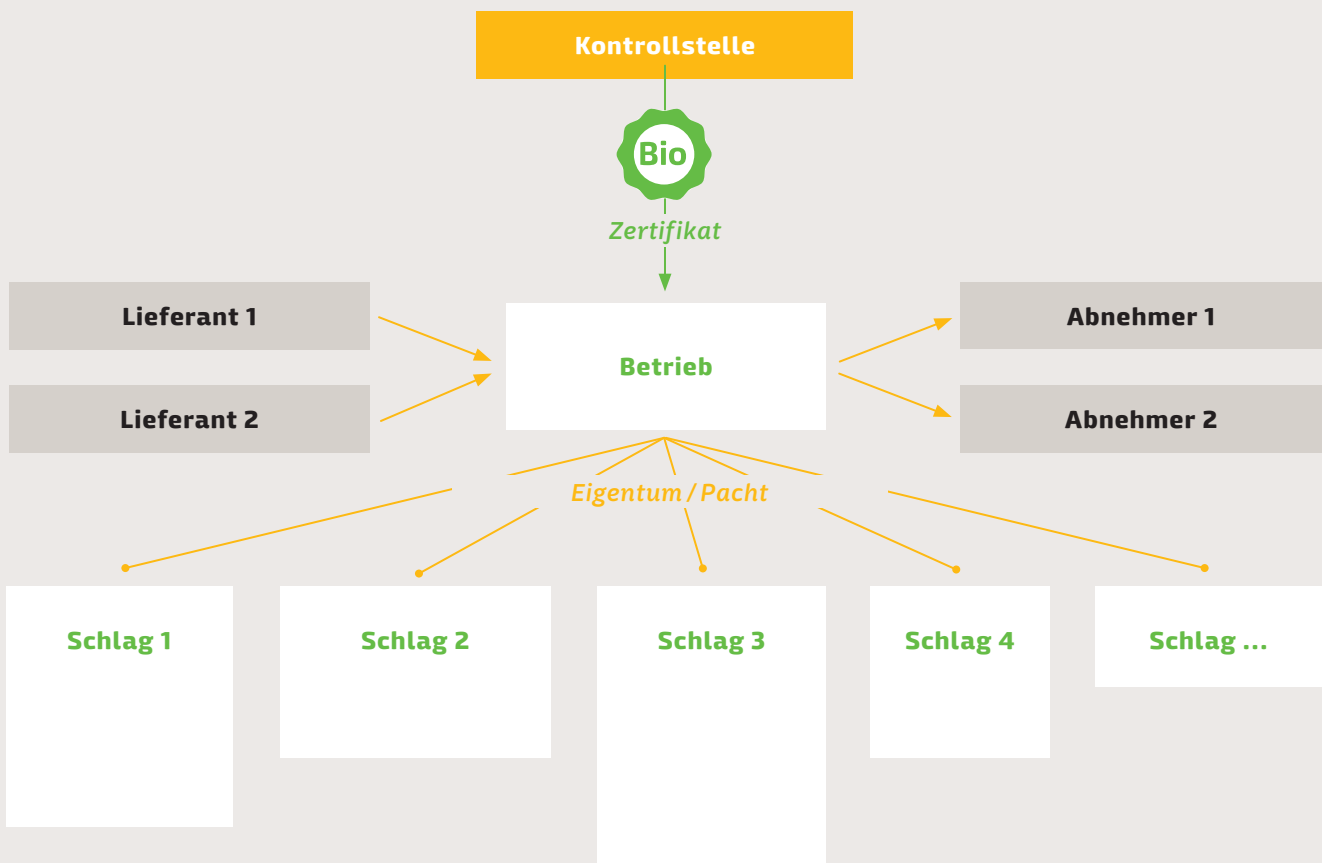 Kontrollstelle
Bio
Zertifikat
Lieferant 1
Abnehmer 1
Betrieb
Lieferant 2
Abnehmer 2
Eigentum / Pacht
Schlag 1
Schlag 2
Schlag 3
Schlag 4
Schlag ...